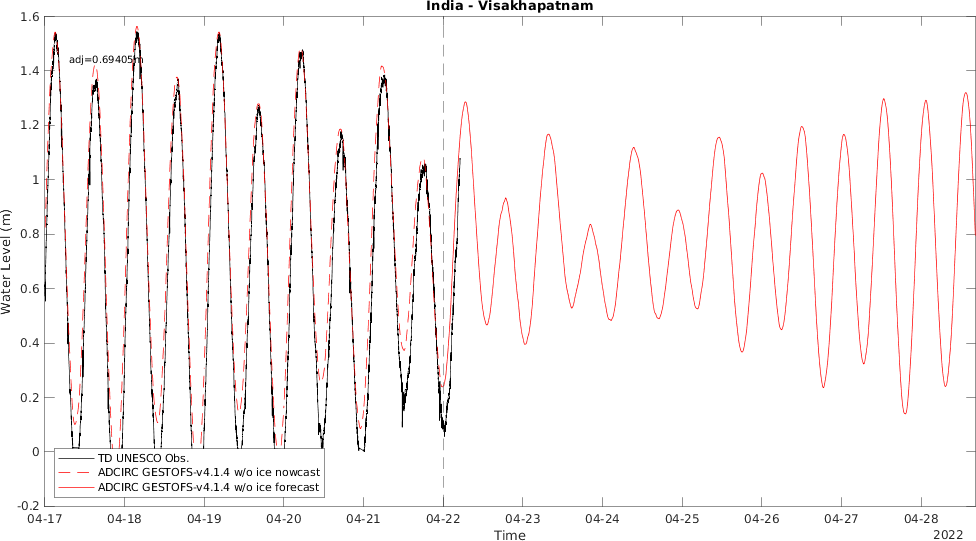 India - Visakhapatnam
1.6
1.4
1.2
1
0.8
0.6
0.4
0.2
0
-0.2
Water Level (m)
adj=0.69405m
TD UNESCO Obs.
ADCIRC GESTOFS-v4.1.4 w/o ice nowcast
ADCIRC GESTOFS-v4.1.4 w/o ice forecast
04-17 04-18 04-19 04-20 04-21 04-22 04-23 04-24 04-25 04-26 04-27 04-28
Time
2022